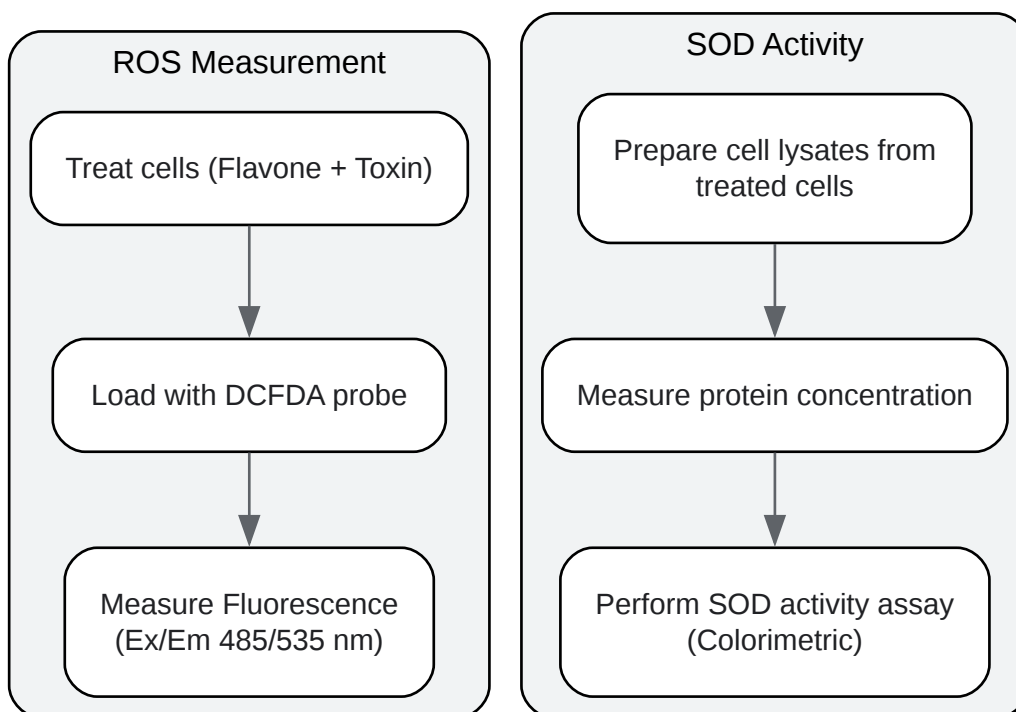 ROS Measurement
Treat cells (Flavone + Toxin)
Load with DCFDA probe
Measure Fluorescence
(Ex/Em 485/535 nm)
SOD Activity
Prepare cell lysates from
treated cells
Measure protein concentration
Perform SOD activity assay
(Colorimetric)